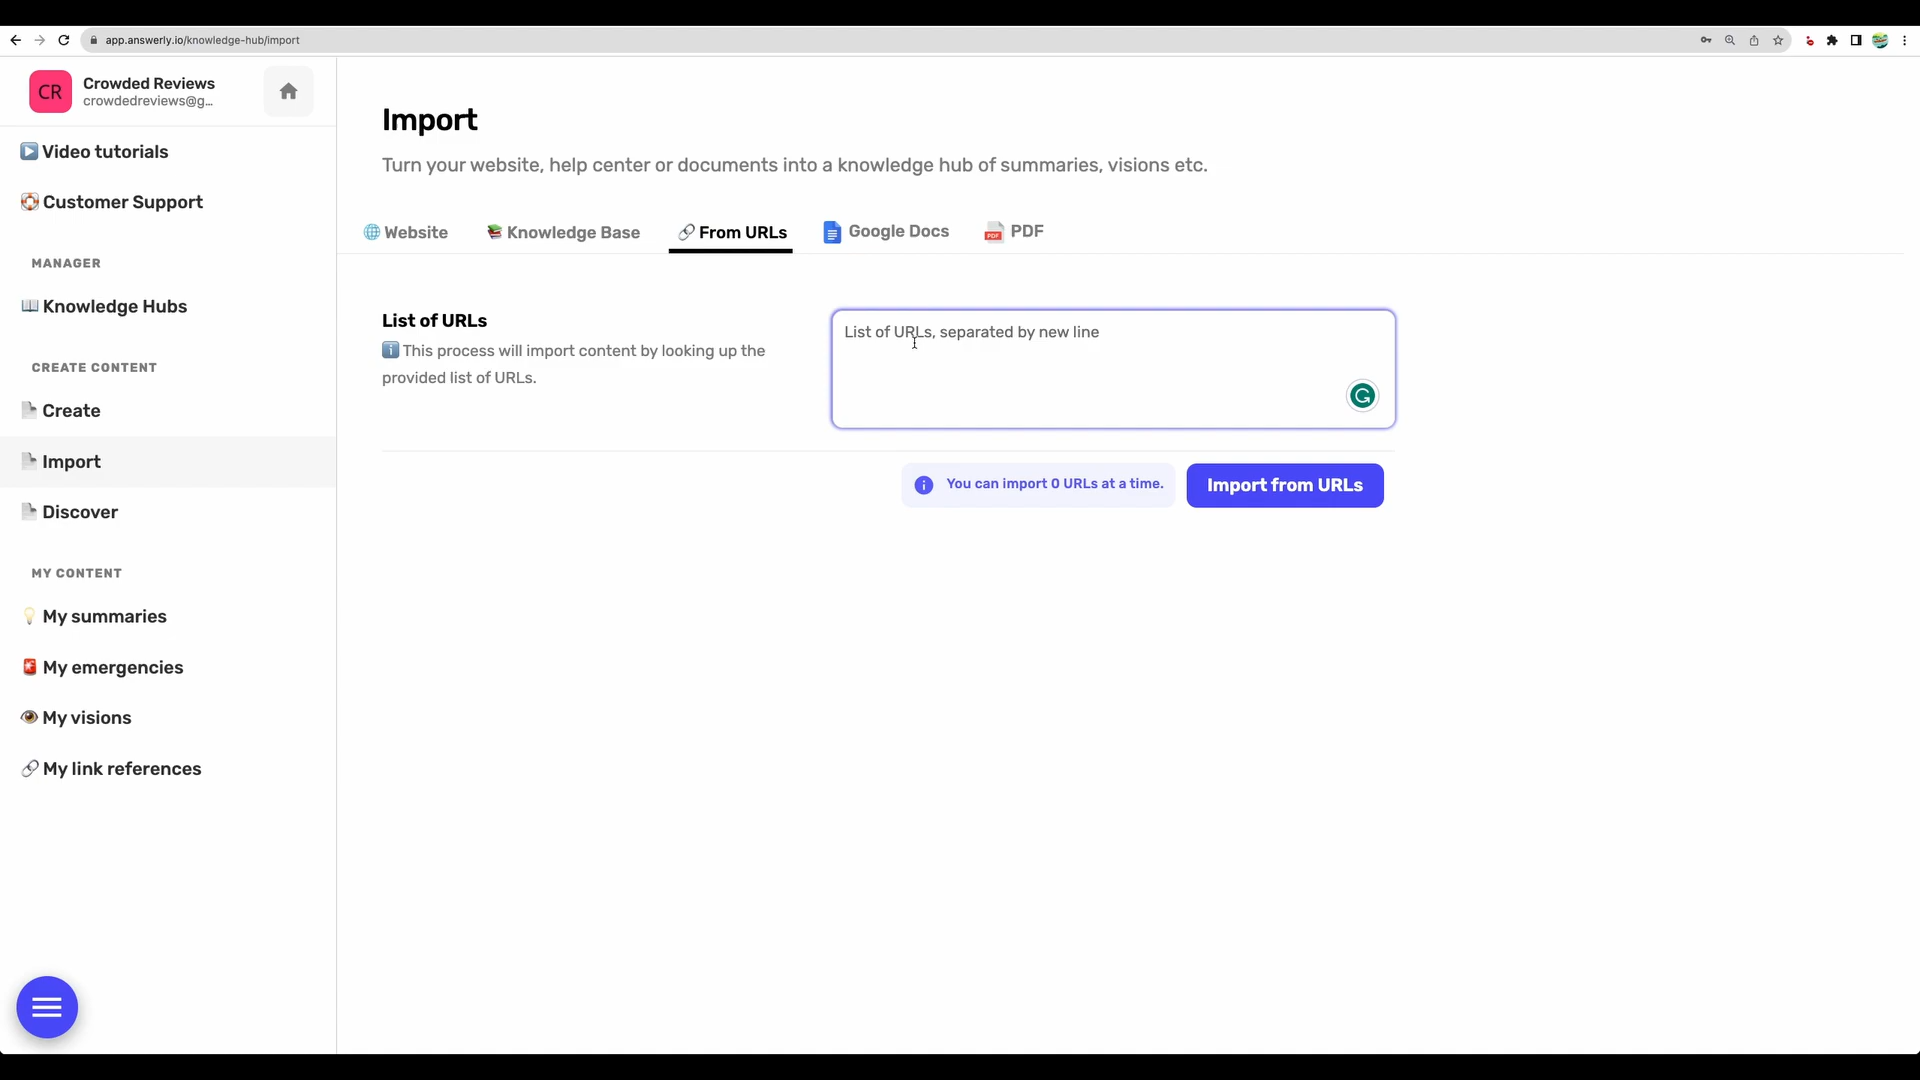 app.answerly.io/knowledge-hub/import
CR
Crowded Reviews
crowdedreviews@g...
Video tutorials
Customer Support
MANAGER
Knowledge Hubs
CREATE CONTENT
Create
Import
Discover
MY CONTENT
My summaries
My emergencies
My visions
My link references
Import
Turn your website, help center or documents into a knowledge hub of summaries, visions etc.
Website
Knowledge Base
From URLs
Google Docs
PDF
PDF
List of URLs
This process will import content by looking up the
provided list of URLs.
List of URLs, separated by new line
You can import 0 URLs at a time.
Import from URLs